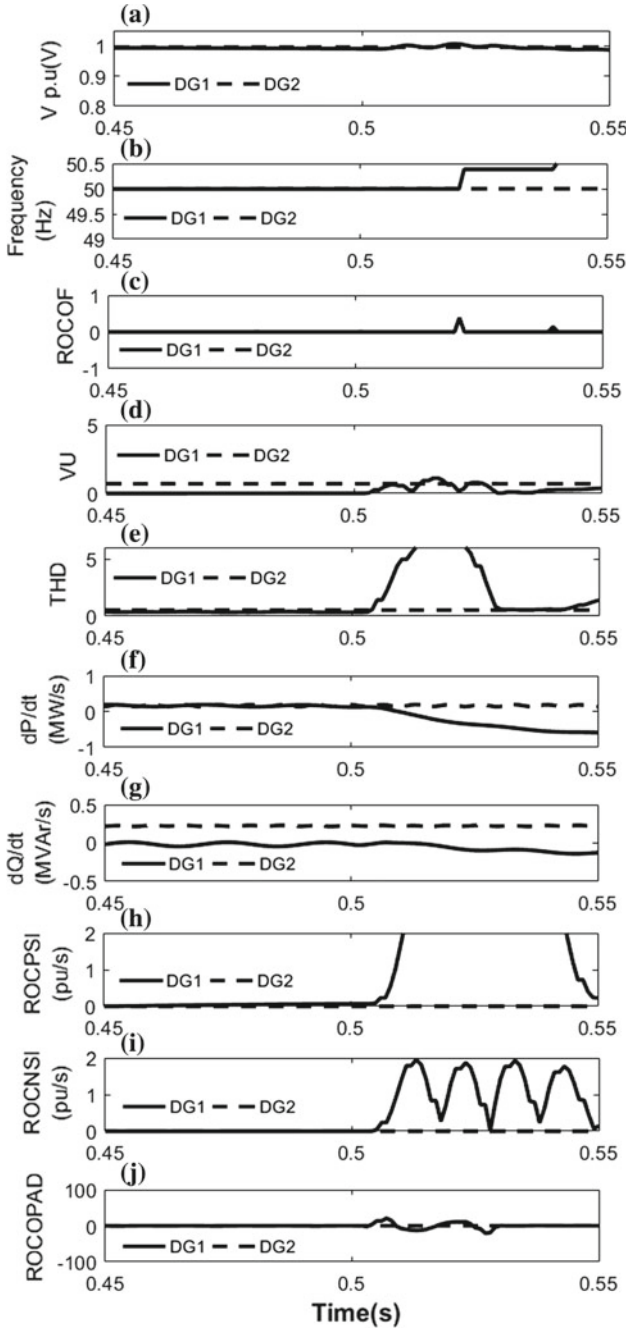 (a)
V p.u(V)
1
0.9
0.8
DG1 DG2
0.45 0.5 0.55
(b)
Frequency
(Hz)
50.5
50
49.5
49
DG1 DG2
0.45 0.5 0.55
(c)
ROCOF
1
0
-1
DG1 DG2
0.45 0.5 0.55
(d)
VU
5
0
DG1 DG2
0.45 0.5 0.55
(e)
THD
5
0
DG1 DG2
0.45 0.5 0.55
(f)
dP/dt
(MW/s)
1
0
-1
DG1 DG2
0.45 0.5 0.55
(g)
dQ/dt
(MVAr/s)
0.5
0
-0.5
DG1 DG2
0.45 0.5 0.55
(h)
ROCPSI
(pu/s)
2
1
0
DG1 DG2
0.45 0.5 0.55
(i)
ROCNSI
(pu/s)
2
1
0
DG1 DG2
0.45 0.5 0.55
(j)
ROCOPAD
100
0
-100
DG1 DG2
0.45 0.5 0.55
Time(s)